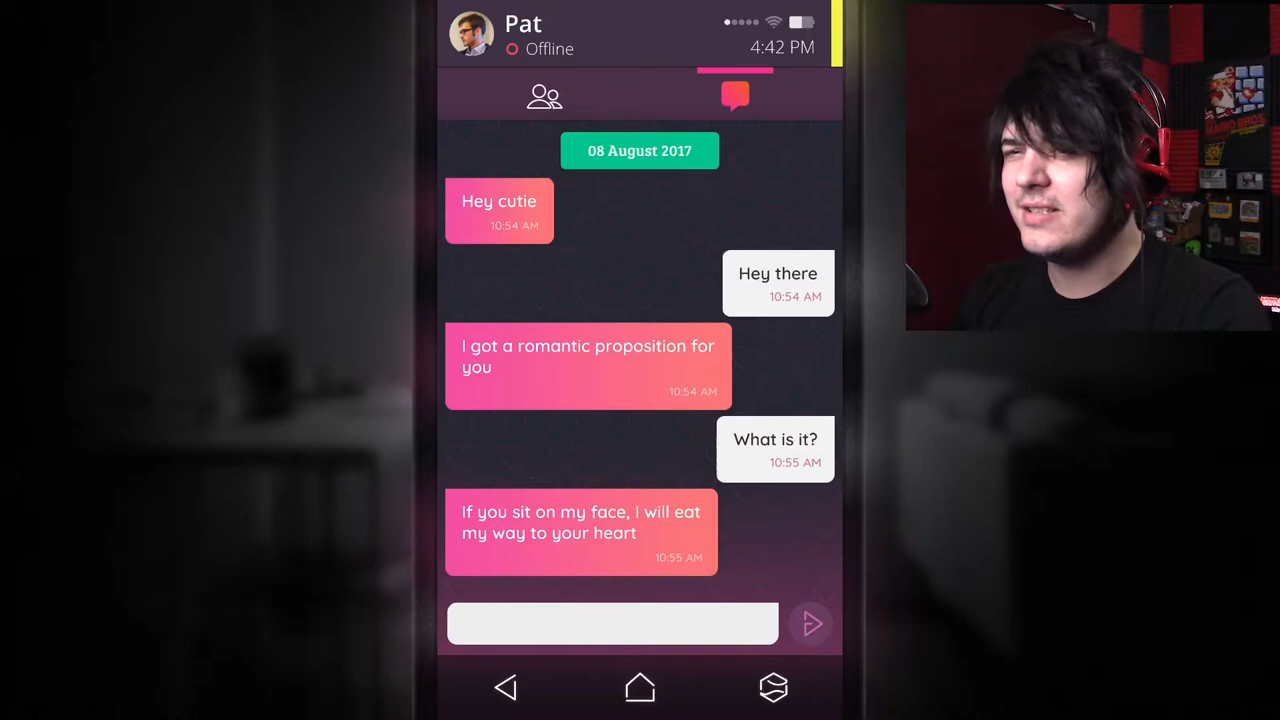 Pat
Offline
4:42 PM
08 August 2017
Hey cutie
10:54 AM
Hey there
10:54 AM
I got a romantic proposition for
you
10:54 AM
What is it?
10:55 AM
If you sit on my face, I will eat
my way to your heart
10:55 AM
MARIO BROS.